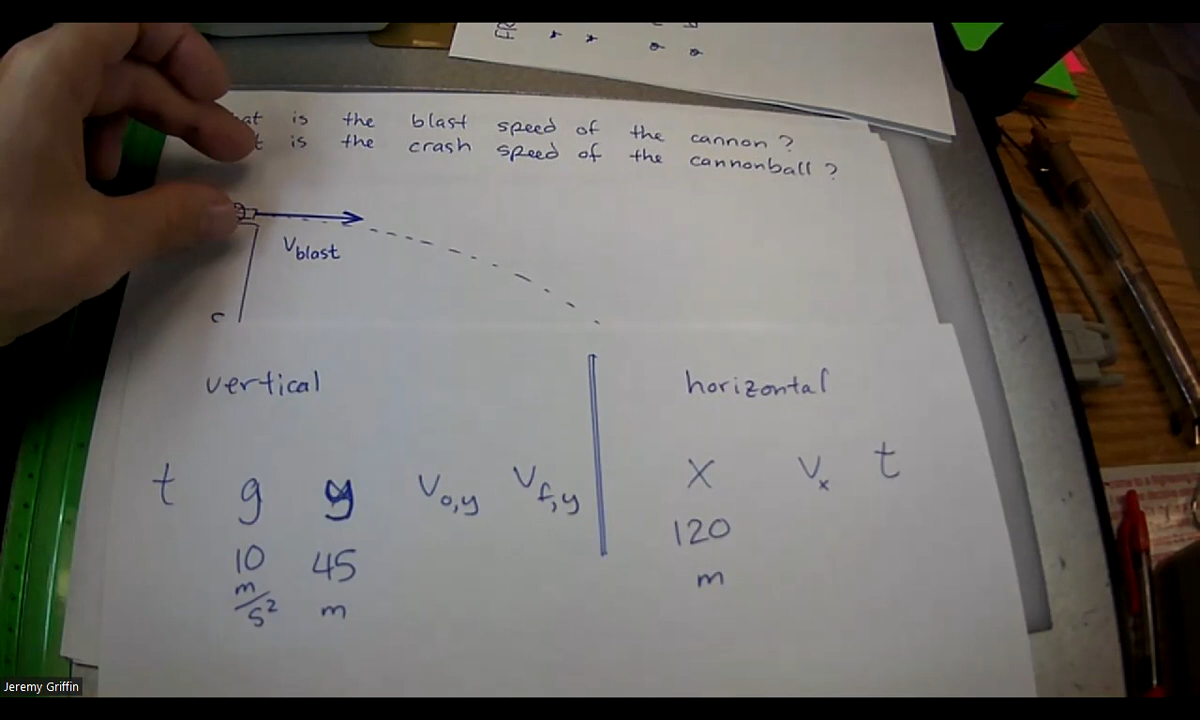 is the blast speed of the cannon ?
is the crash speed of the cannonball ?
Vblast
vertical
horizontal
t g y Vo,y Vf,y
x Vx t
10 45
m/s² m
120
m
Jeremy Griffin